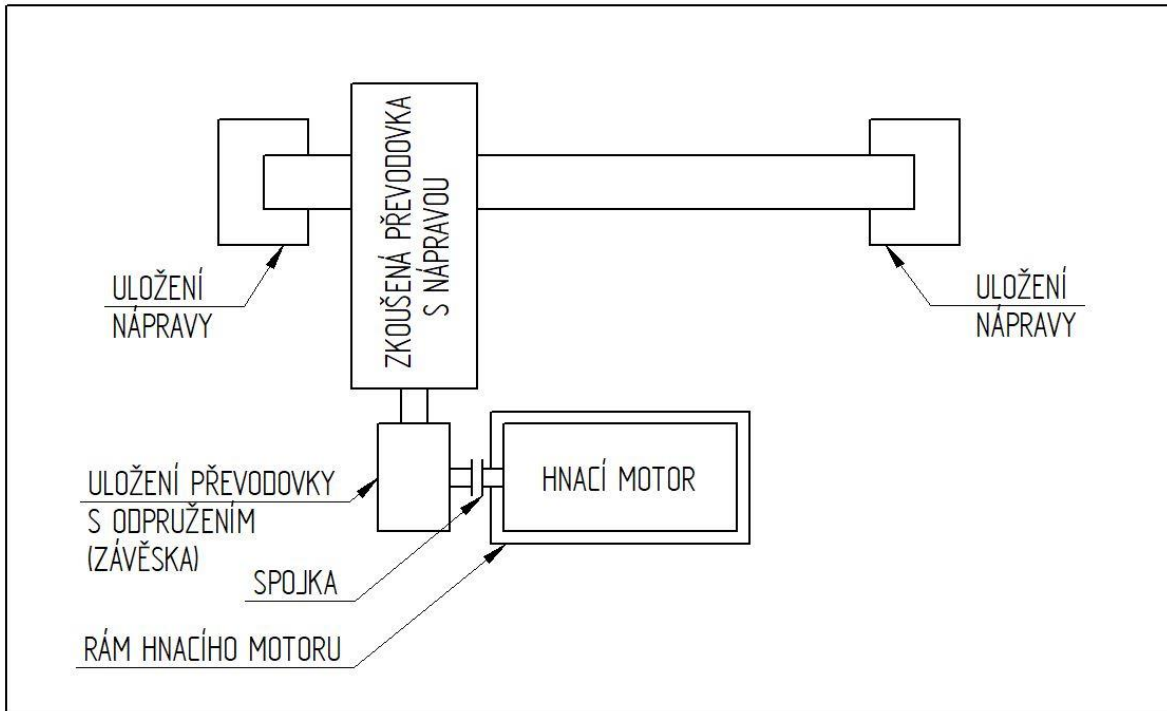 ZKOUŠENÁ PŘEVODOVKA
S NÁPRAVOU
ULOŽENÍ
NÁPRAVY
ULOŽENÍ
NÁPRAVY
ULOŽENÍ PŘEVODOVKY
S ODPRUŽENÍM
(ZÁVĚSKA)
HNACÍ MOTOR
SPOJKA
RÁM HNACÍHO MOTORU